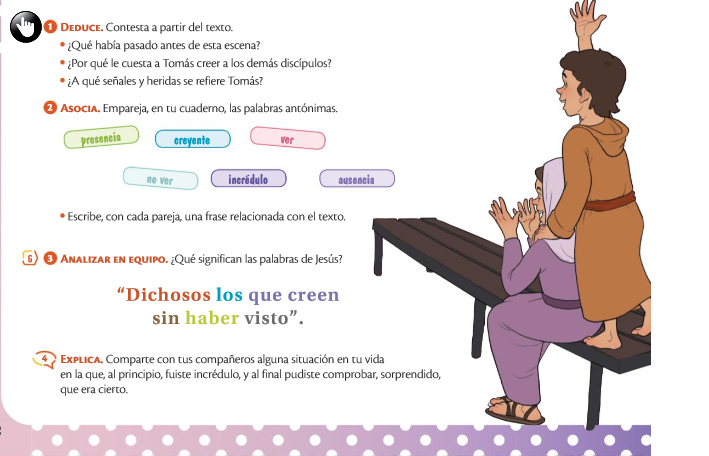 1 DEDUCE. Contesta a partir del texto.
• ¿Qué había pasado antes de esta escena?
• ¿Por qué le cuesta a Tomás creer a los demás discípulos?
• ¿A qué señales y heridas se refiere Tomás?
2 ASOCIA. Empareja, en tu cuaderno, las palabras antónimas.
presencia creyente ver
no ver incrédulo ausencia
• Escribe, con cada pareja, una frase relacionada con el texto.
G 3 ANALIZAR EN EQUIPO. ¿Qué significan las palabras de Jesús?
“Dichosos los que creen
sin haber visto”.
4 EXPLICA. Comparte con tus compañeros alguna situación en tu vida
en la que, al principio, fuiste incrédulo, y al final pudiste comprobar, sorprendido,
que era cierto.